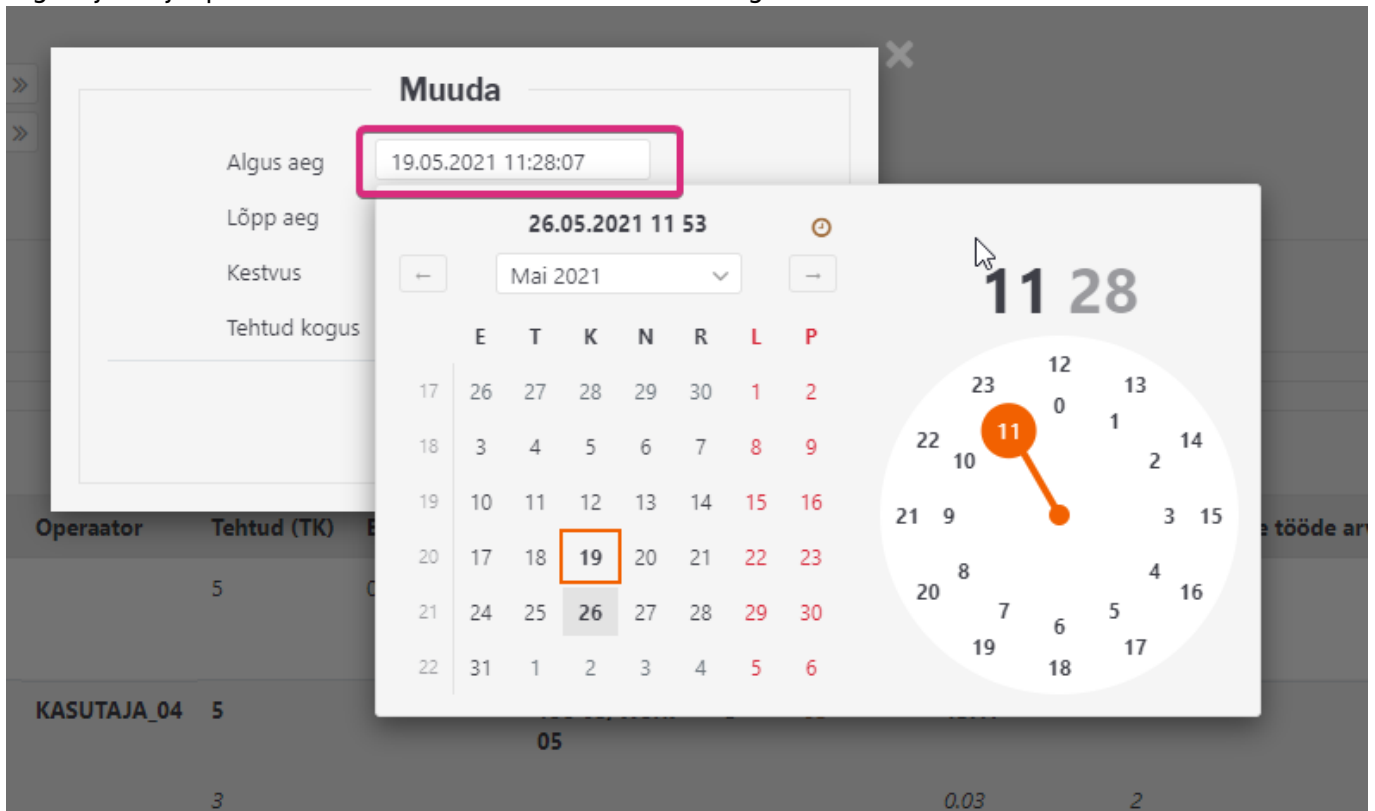 Muuda
Algus aeg 19.05.2021 11:28:07
Lõpp aeg
Kestvus
Tehtud kogus
26.05.2021 11 53
Mai 2021
E T K N R L P
17 26 27 28 29 30 1 2
18 3 4 5 6 7 8 9
19 10 11 12 13 14 15 16
20 17 18 19 20 21 22 23
21 24 25 26 27 28 29 30
22 31 1 2 3 4 5 6
11 28
12
23 13
0
11 1
22 14
10 2
21 9 3 15
8 4
20 16
7 5
6
19 17
18
Operaator Tehtud (TK) e tööde arv
5
KASUTAJA_04 5
05
3 0.03 2